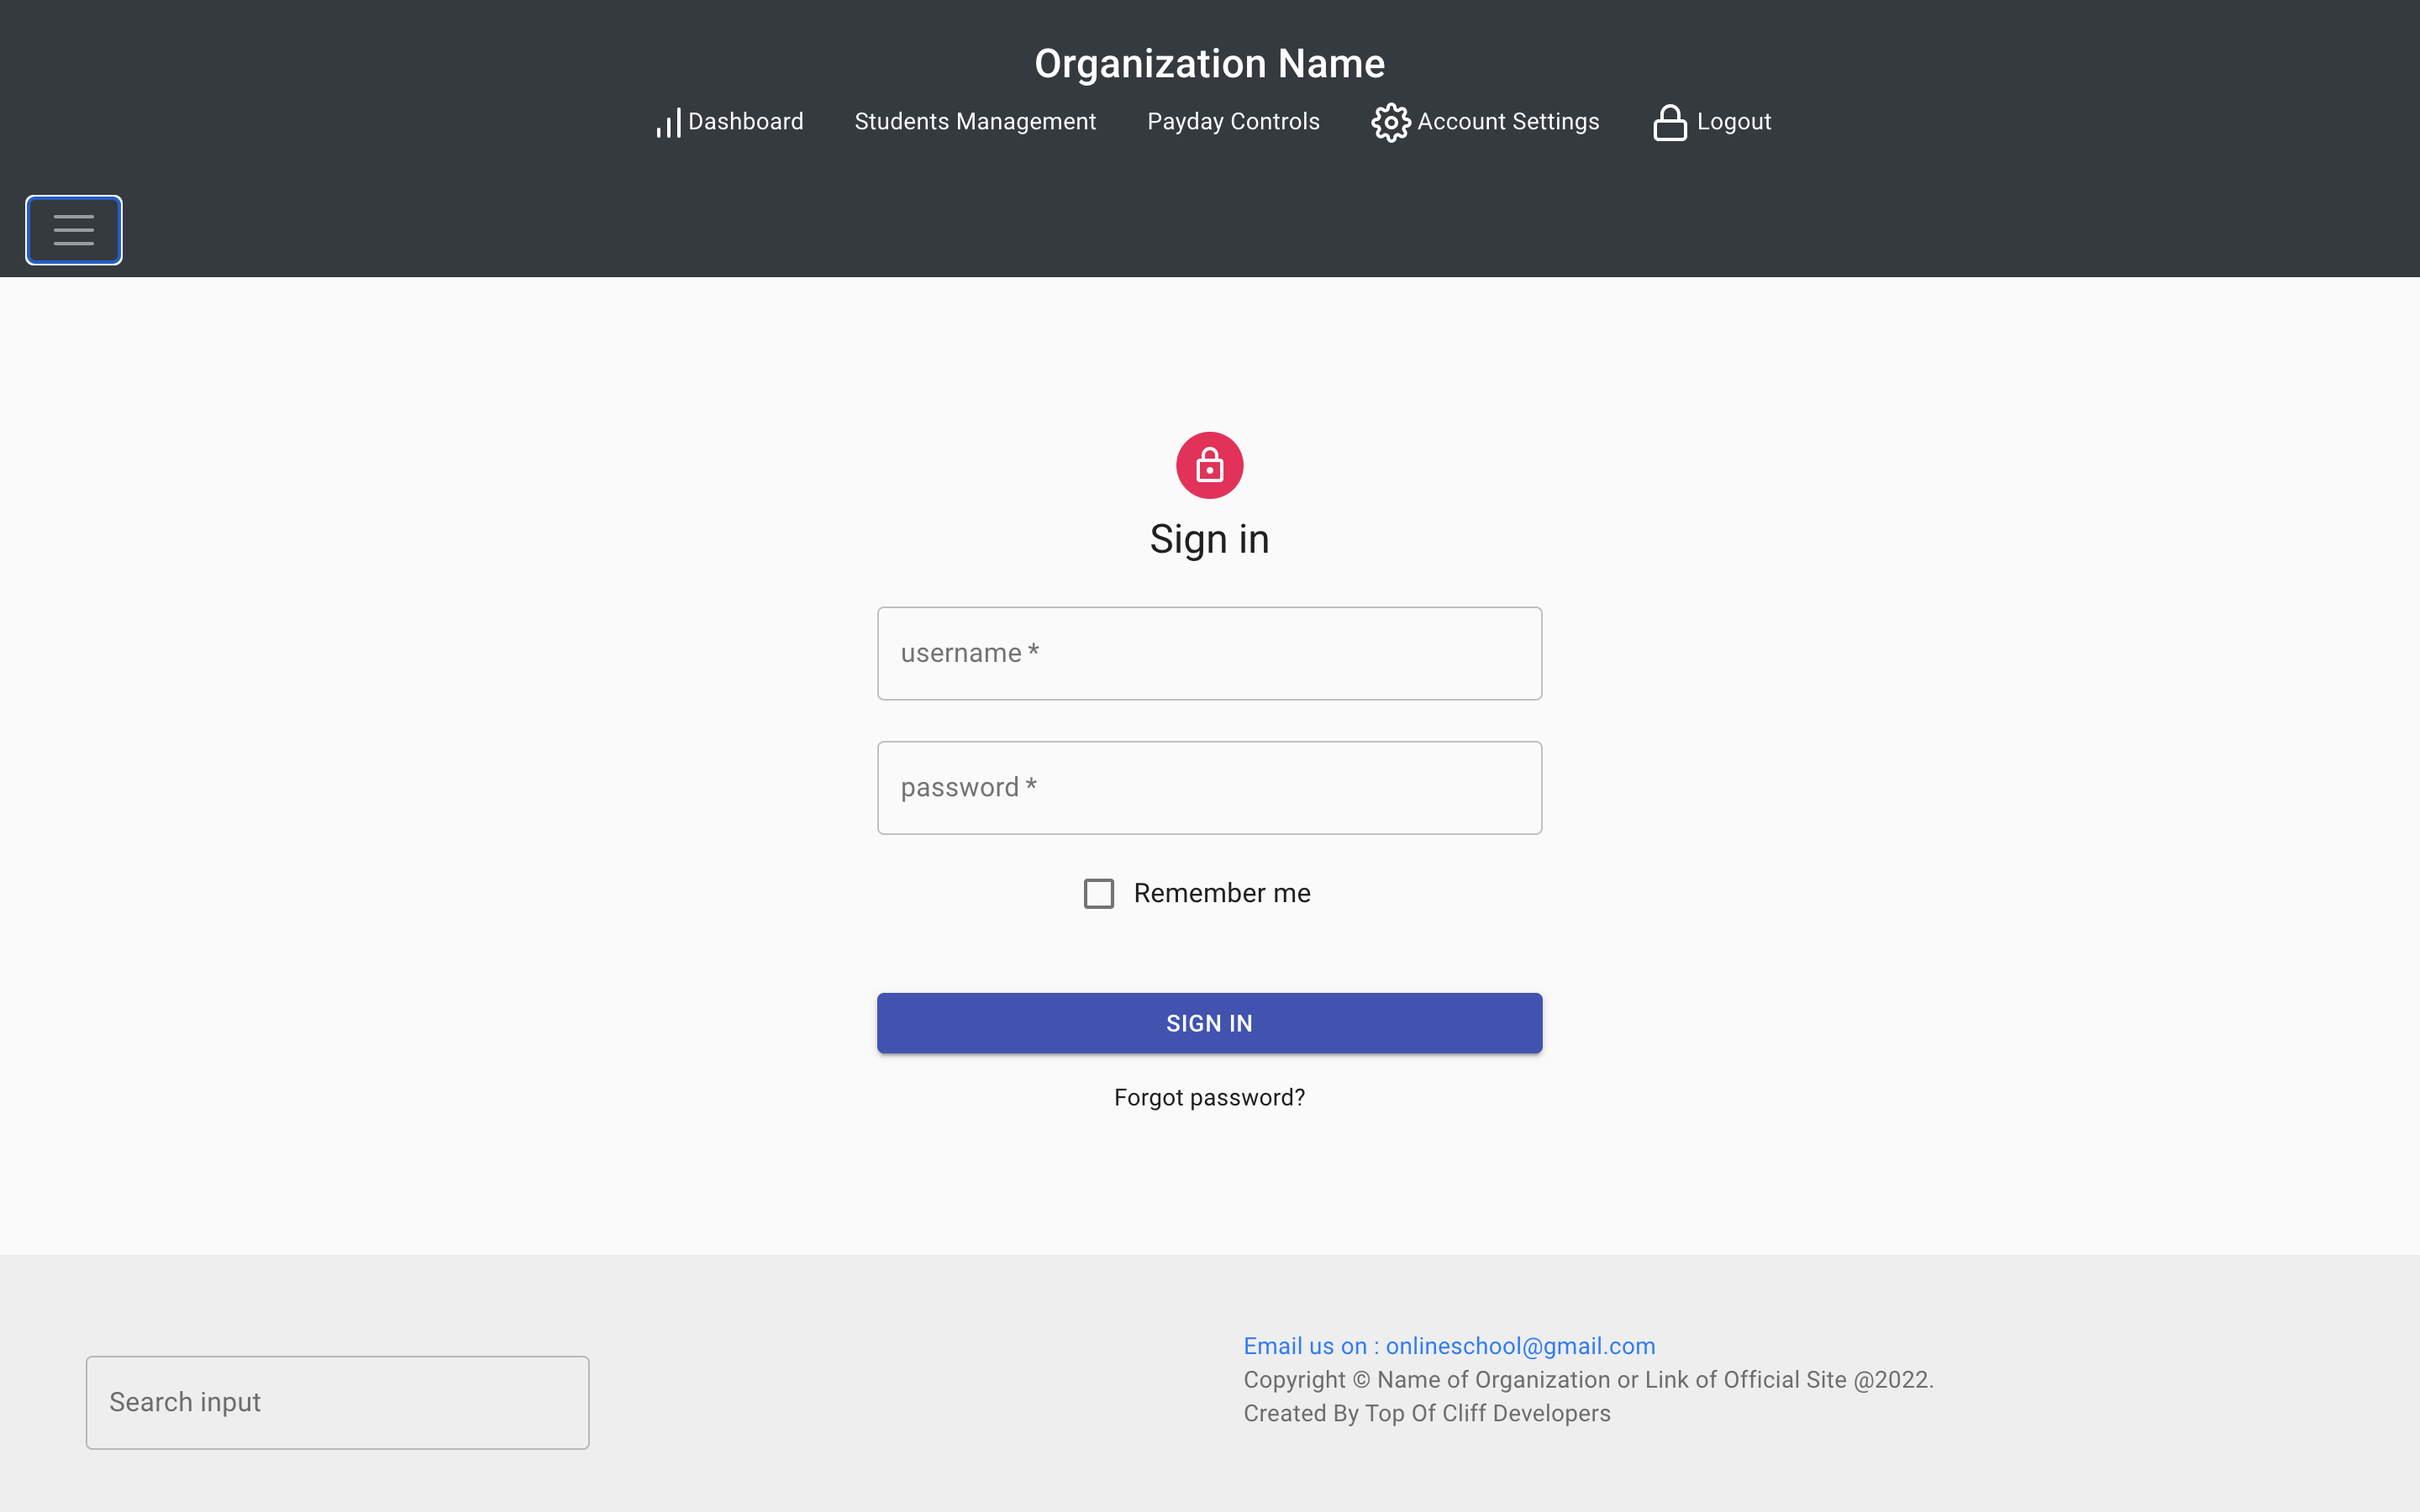 Organization Name
Dashboard Students Management Payday Controls Account Settings Logout
Sign in
username *
password *
Remember me
SIGN IN
Forgot password?
Search input
Email us on : onlineschool@gmail.com
Copyright © Name of Organization or Link of Official Site @2022.
Created By Top Of Cliff Developers